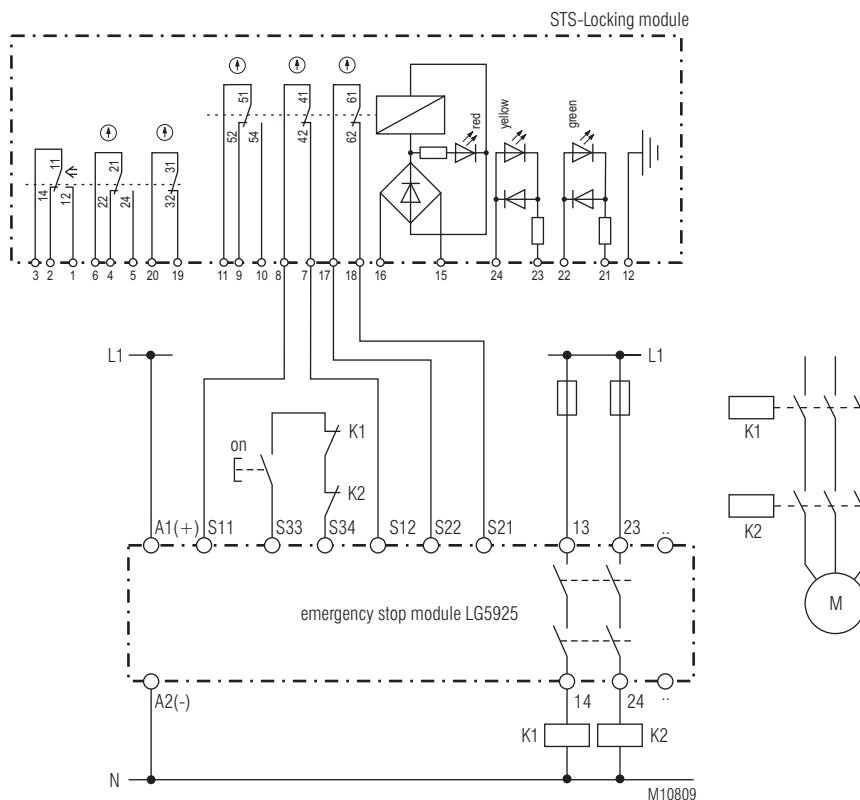 STS-Locking module
51 41 61
52 54 42 62
red yellow green
11 21 31
14 12 22 24 32
3 2 1 6 4 5 20 19 11 9 10 8 7 17 18 16 15 24 23 22 21 12
L1 L1
K1
on
K2
K1
K2
M
A1(+) S11 S33 S34 S12 S22 S21 13 23 ..
emergency stop module LG5925
A2(-) 14 24 ..
K1 K2
N
M10809